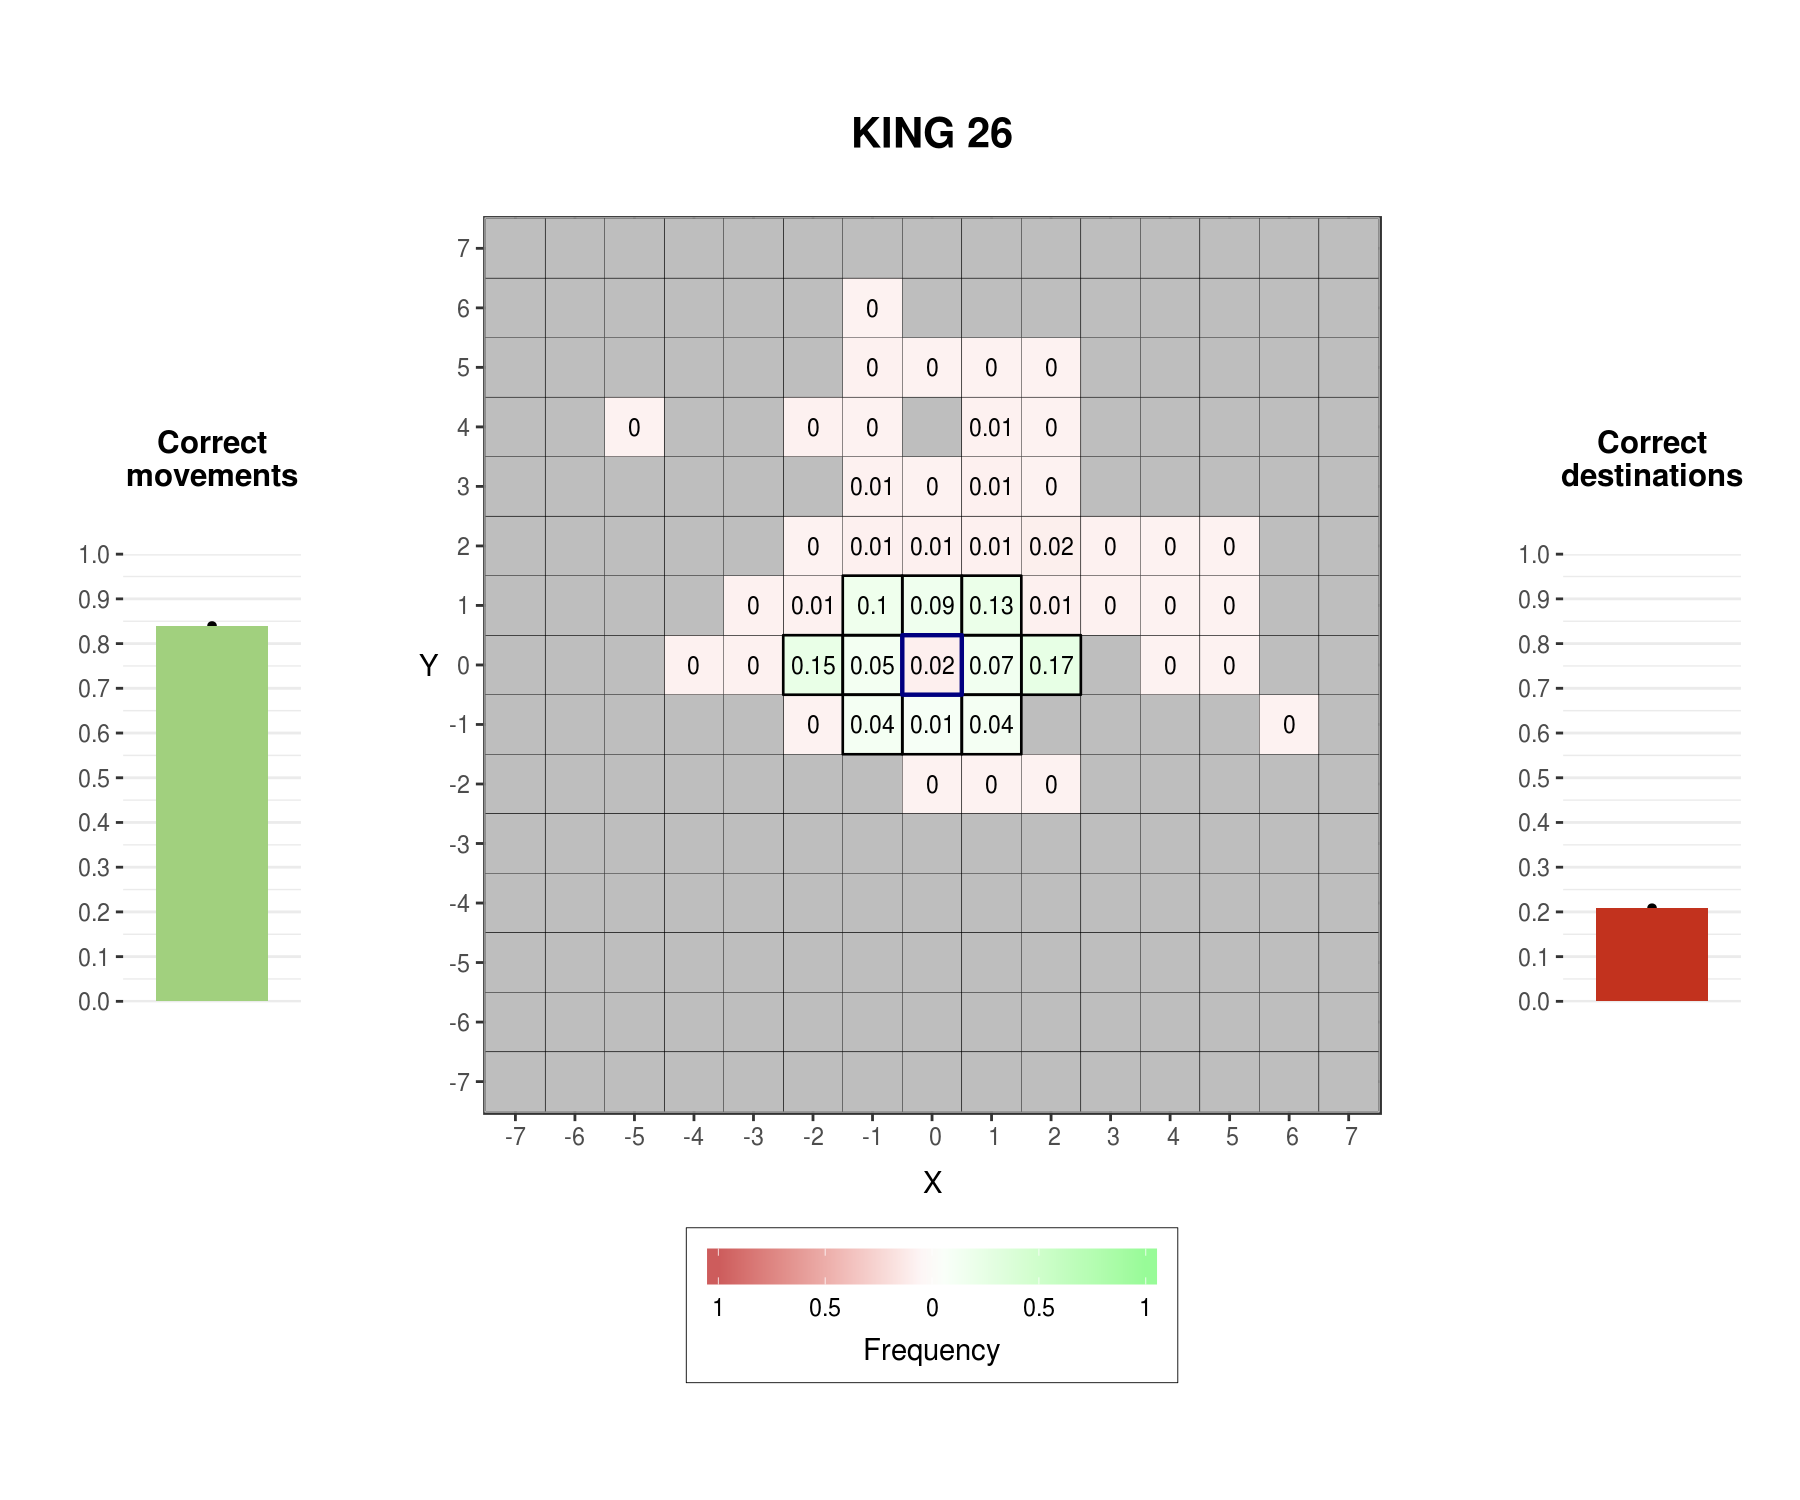 KING 26
Correct
movements
1.0
0.9
0.8
0.7
0.6
0.5
0.4
0.3
0.2
0.1
0.0
Y
7
6 0
5 0 0 0 0
4 0 0 0 0.01 0
3 0.01 0 0.01 0
2 0 0.01 0.01 0.01 0.02 0 0 0
1 0 0.01 0.1 0.09 0.13 0.01 0 0 0
0 0 0 0.15 0.05 0.02 0.07 0.17 0 0
-1 0 0.04 0.01 0.04 0
-2 0 0 0
-3
-4
-5
-6
-7
-7 -6 -5 -4 -3 -2 -1 0 1 2 3 4 5 6 7
X
1 0.5 0 0.5 1
Frequency
Correct
destinations
1.0
0.9
0.8
0.7
0.6
0.5
0.4
0.3
0.2
0.1
0.0